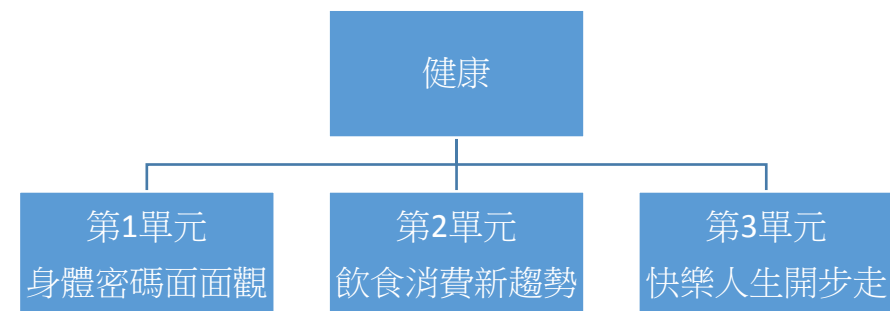 健康
第1單元
身體密碼面面觀
第2單元
飲食消費新趨勢
第3單元
快樂人生開步走